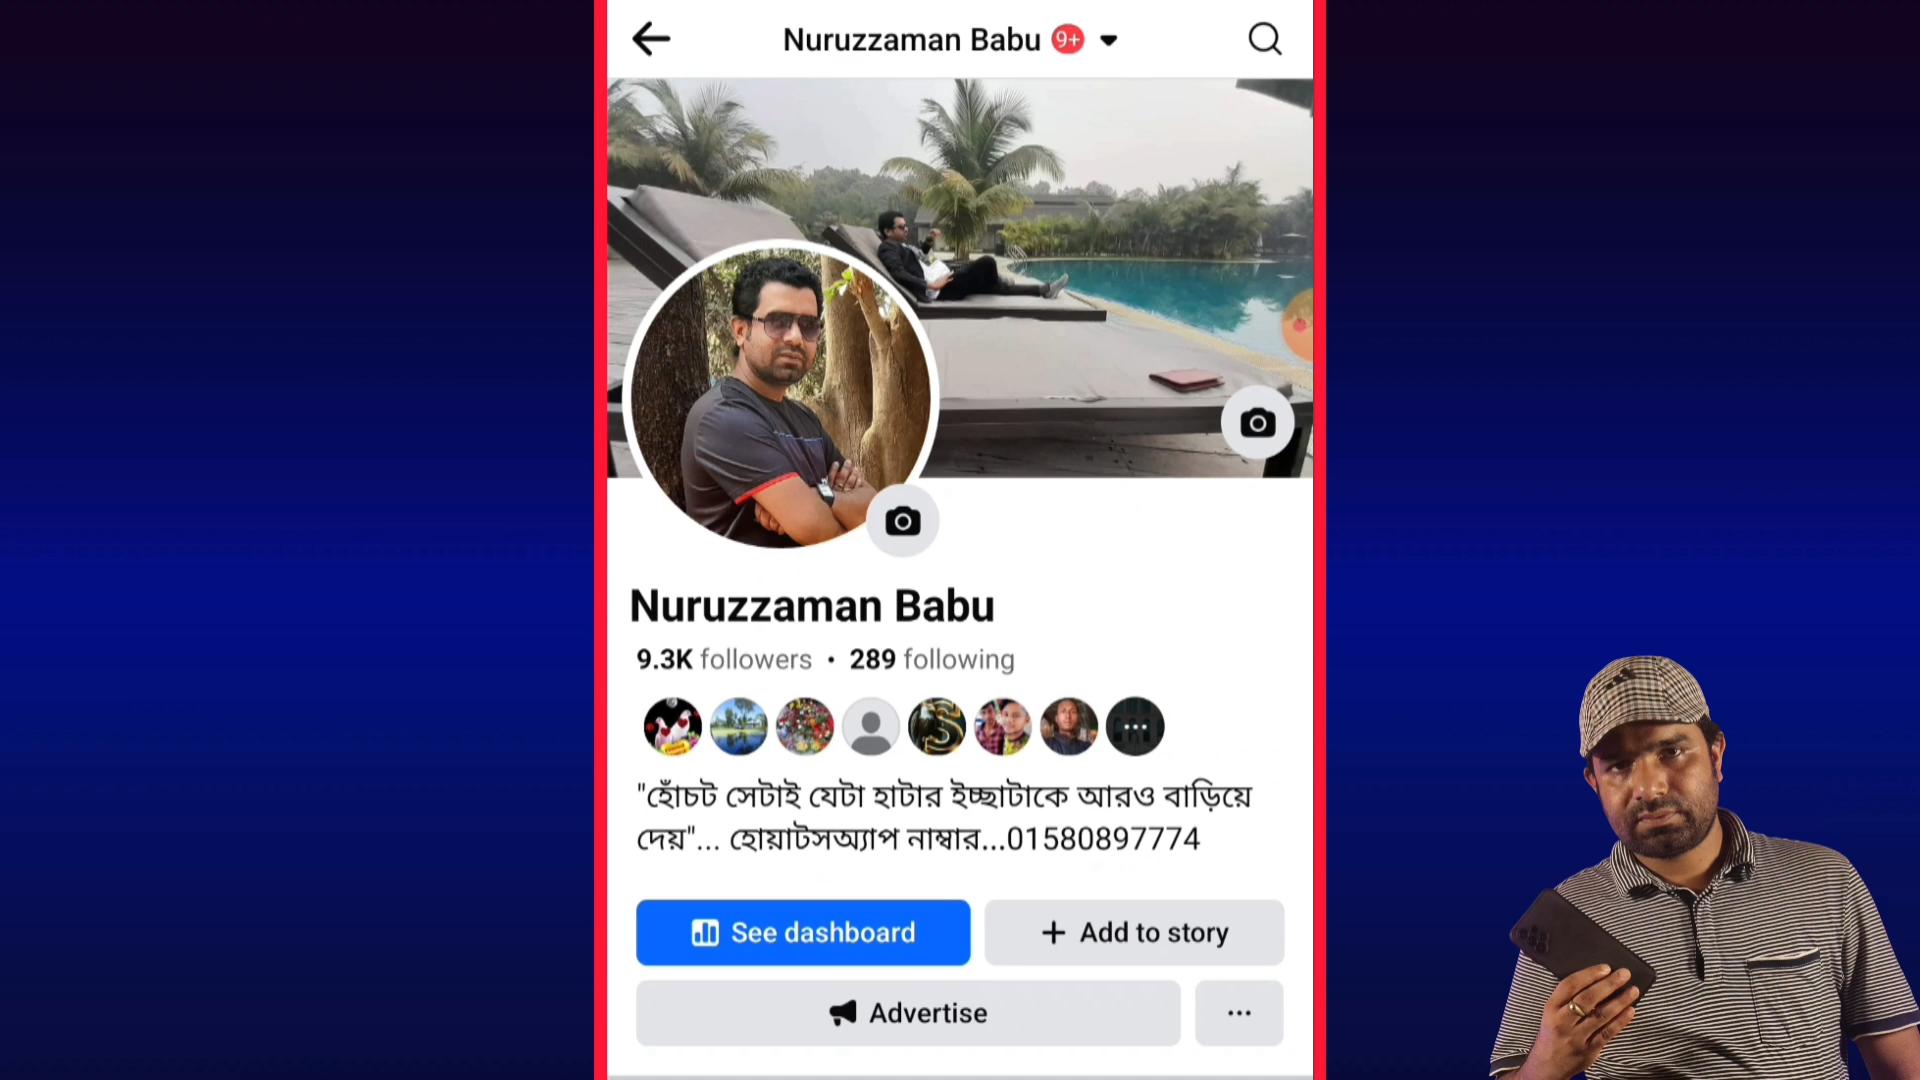 Nuruzzaman Babu 9+
Nuruzzaman Babu
9.3K followers • 289 following
"হোঁচট সেটাই যেটা হাটার ইচ্ছাটাকে আরও বাড়িয়ে
দেয়"... হোয়াটসঅ্যাপ নাম্বার...01580897774
See dashboard
+ Add to story
Advertise